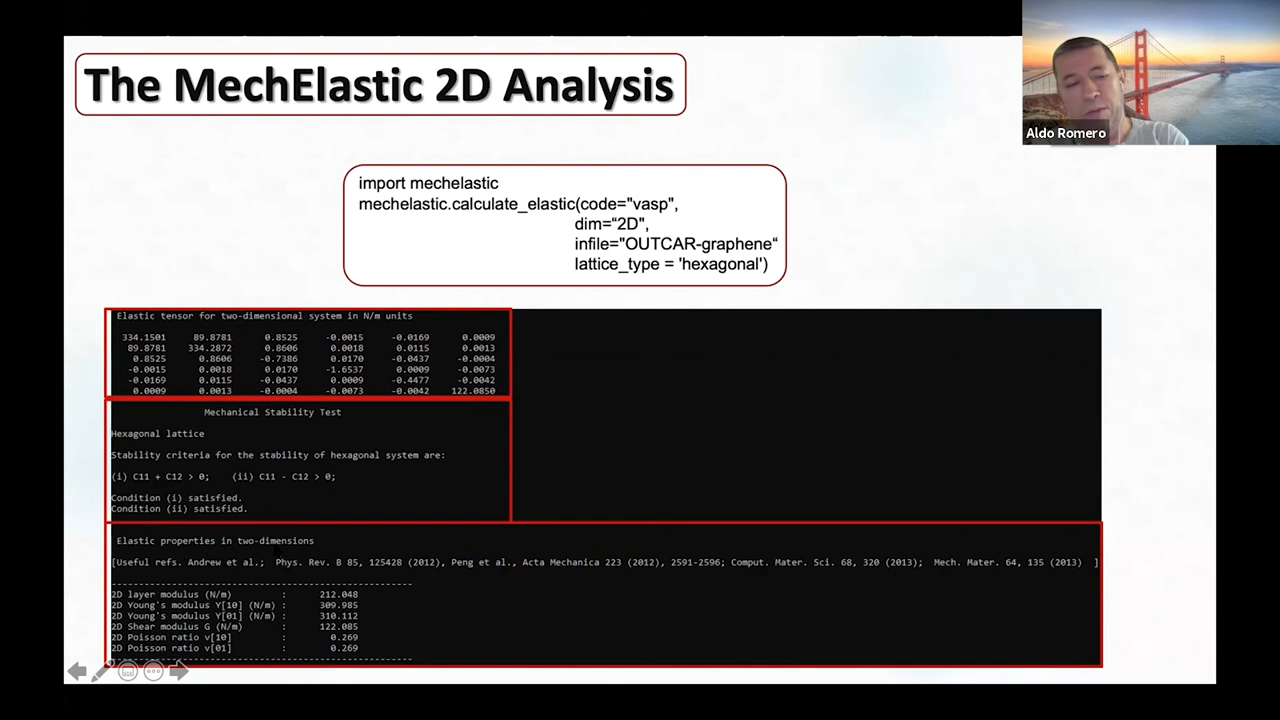 The MechElastic 2D Analysis
Aldo Romero
import mechelastic
mechelastic.calculate_elastic(code="vasp",
dim=“2D",
infile="OUTCAR-graphene“
lattice_type = 'hexagonal')
Elastic tensor for two-dimensional system in N/m units
334.1501 89.8781 0.8525 -0.0015 -0.0169 0.0009
89.8781 334.2872 0.8606 0.0018 0.0115 0.0013
0.8525 0.8606 -0.7386 0.0170 -0.0437 -0.0004
-0.0015 0.0018 0.0170 -1.6537 0.0009 -0.0073
-0.0169 0.0115 -0.0437 0.0009 -0.4477 -0.0042
0.0009 0.0013 -0.0004 -0.0073 -0.0042 122.0850
Mechanical Stability Test
Hexagonal lattice
Stability criteria for the stability of hexagonal system are:
(i) C11 + C12 > 0; (ii) C11 - C12 > 0;
Condition (i) satisfied.
Condition (ii) satisfied.
Elastic properties in two-dimensions
[Useful refs. Andrew et al.; Phys. Rev. B 85, 125428 (2012), Peng et al., Acta Mechanica 223 (2012), 2591-2596; Comput. Mater. Sci. 68, 320 (2013); Mech. Mater. 64, 135 (2013) ]
2D layer modulus (N/m) : 212.048
2D Young's modulus Y[10] (N/m) : 309.985
2D Young's modulus Y[01] (N/m) : 310.112
2D Shear modulus G (N/m) : 122.085
2D Poisson ratio v[10] : 0.269
2D Poisson ratio v[01] : 0.269